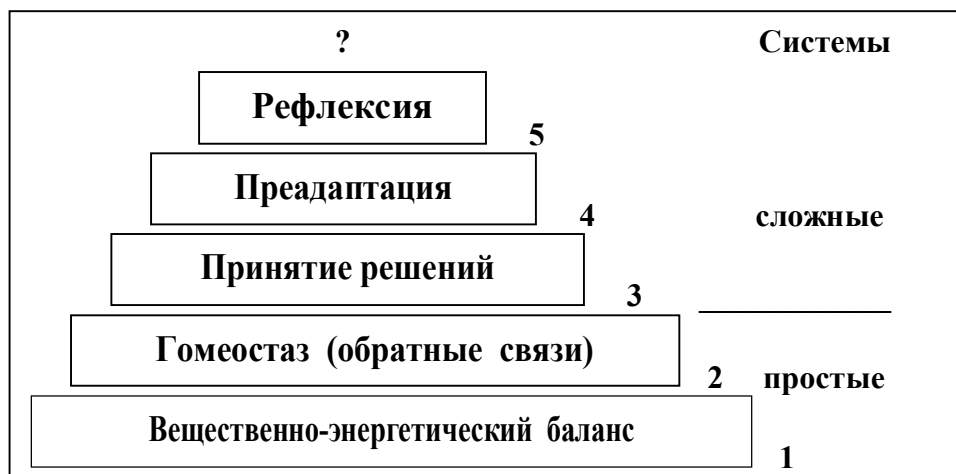 ? Системы
Рефлексия
5
Преадаптация
4 сложные
Принятие решений
3
Гомеостаз (обратные связи)
2 простые
Вещественно-энергетический баланс
1